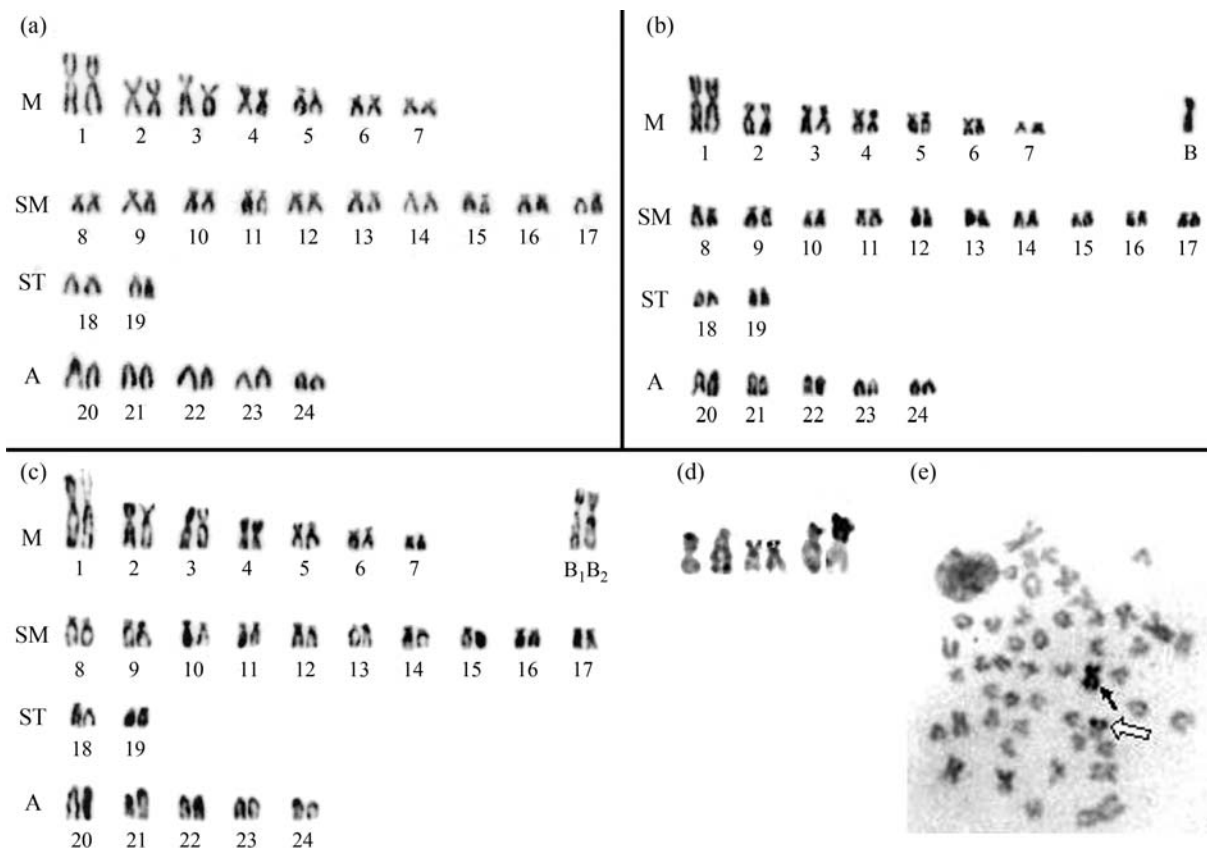 (a)
M
1 2 3 4 5 6 7
SM
8 9 10 11 12 13 14 15 16 17
ST
18 19
A
20 21 22 23 24
(b)
M
1 2 3 4 5 6 7 B
SM
8 9 10 11 12 13 14 15 16 17
ST
18 19
A
20 21 22 23 24
(c)
M
1 2 3 4 5 6 7 B₁B₂
SM
8 9 10 11 12 13 14 15 16 17
ST
18 19
A
20 21 22 23 24
(d)
(e)